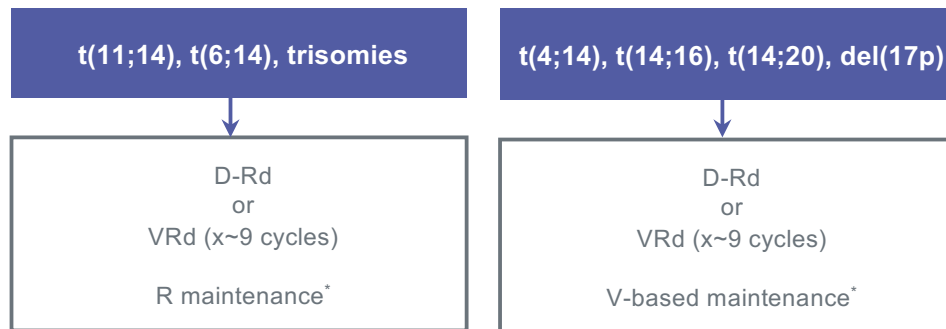 t(11;14), t(6;14), trisomies
D-Rd
or
VRd (x~9 cycles)
R maintenance*
t(4;14), t(14;16), t(14;20), del(17p)
D-Rd
or
VRd (x~9 cycles)
V-based maintenance*